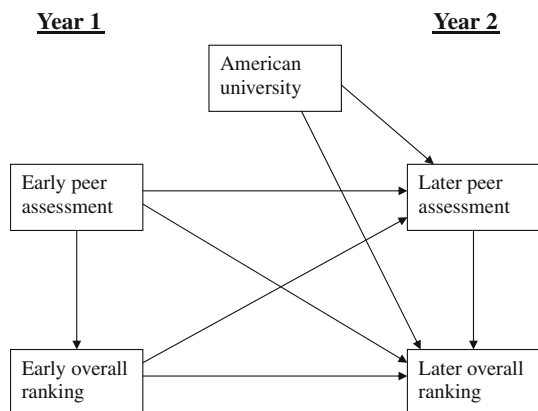 Year 1
Year 2
American
university
Early peer
assessment
Later peer
assessment
Early overall
ranking
Later overall
ranking